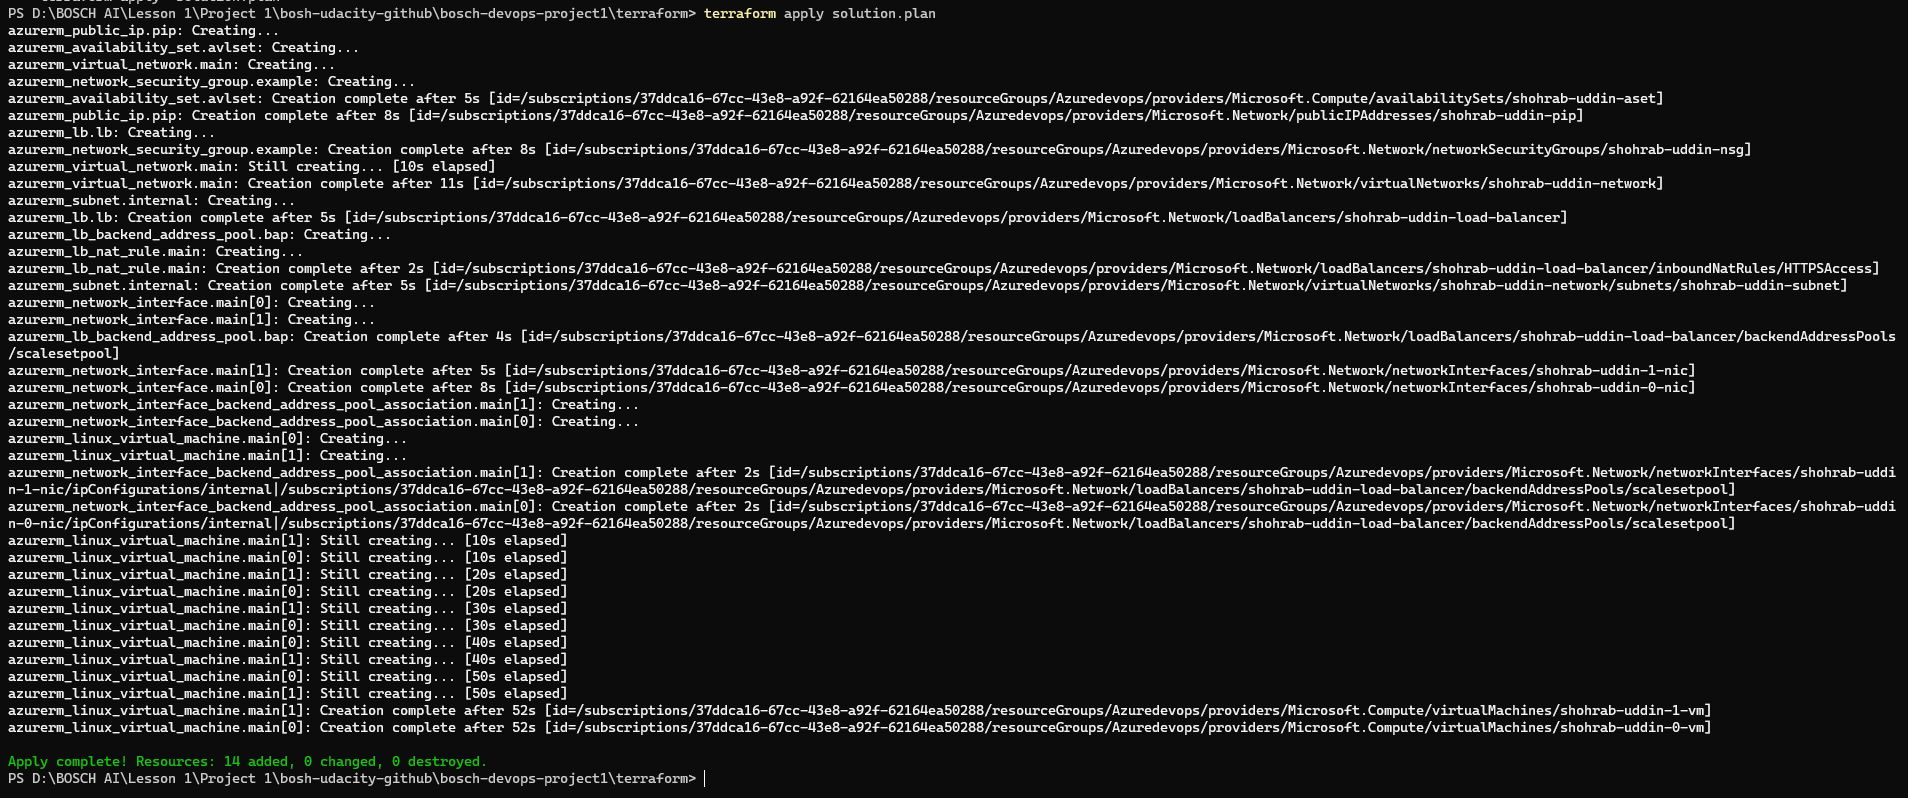 PS D:\BOSCH AI\Lesson 1\Project 1\bosh-udacity-github\bosch-devops-project1\terraform> terraform apply solution.plan
azurerm_public_ip.pip: Creating...
azurerm_availability_set.avlset: Creating...
azurerm_virtual_network.main: Creating...
azurerm_network_security_group.example: Creating...
azurerm_availability_set.avlset: Creation complete after 5s [id=/subscriptions/37ddca16-67cc-43e8-a92f-62164ea50288/resourceGroups/Azuredevops/providers/Microsoft.Compute/availabilitySets/shohrab-uddin-aset]
azurerm_public_ip.pip: Creation complete after 8s [id=/subscriptions/37ddca16-67cc-43e8-a92f-62164ea50288/resourceGroups/Azuredevops/providers/Microsoft.Network/publicIPAddresses/shohrab-uddin-pip]
azurerm_lb.lb: Creating...
azurerm_network_security_group.example: Creation complete after 8s [id=/subscriptions/37ddca16-67cc-43e8-a92f-62164ea50288/resourceGroups/Azuredevops/providers/Microsoft.Network/networkSecurityGroups/shohrab-uddin-nsg]
azurerm_virtual_network.main: Still creating... [10s elapsed]
azurerm_virtual_network.main: Creation complete after 11s [id=/subscriptions/37ddca16-67cc-43e8-a92f-62164ea50288/resourceGroups/Azuredevops/providers/Microsoft.Network/virtualNetworks/shohrab-uddin-network]
azurerm_subnet.internal: Creating...
azurerm_lb.lb: Creation complete after 5s [id=/subscriptions/37ddca16-67cc-43e8-a92f-62164ea50288/resourceGroups/Azuredevops/providers/Microsoft.Network/loadBalancers/shohrab-uddin-load-balancer]
azurerm_lb_backend_address_pool.bap: Creating...
azurerm_lb_nat_rule.main: Creating...
azurerm_lb_nat_rule.main: Creation complete after 2s [id=/subscriptions/37ddca16-67cc-43e8-a92f-62164ea50288/resourceGroups/Azuredevops/providers/Microsoft.Network/loadBalancers/shohrab-uddin-load-balancer/inboundNatRules/HTTPSAccess]
azurerm_subnet.internal: Creation complete after 5s [id=/subscriptions/37ddca16-67cc-43e8-a92f-62164ea50288/resourceGroups/Azuredevops/providers/Microsoft.Network/virtualNetworks/shohrab-uddin-network/subnets/shohrab-uddin-subnet]
azurerm_network_interface.main[0]: Creating...
azurerm_network_interface.main[1]: Creating...
azurerm_lb_backend_address_pool.bap: Creation complete after 4s [id=/subscriptions/37ddca16-67cc-43e8-a92f-62164ea50288/resourceGroups/Azuredevops/providers/Microsoft.Network/loadBalancers/shohrab-uddin-load-balancer/backendAddressPools
/scalesetpool]
azurerm_network_interface.main[1]: Creation complete after 5s [id=/subscriptions/37ddca16-67cc-43e8-a92f-62164ea50288/resourceGroups/Azuredevops/providers/Microsoft.Network/networkInterfaces/shohrab-uddin-1-nic]
azurerm_network_interface.main[0]: Creation complete after 8s [id=/subscriptions/37ddca16-67cc-43e8-a92f-62164ea50288/resourceGroups/Azuredevops/providers/Microsoft.Network/networkInterfaces/shohrab-uddin-0-nic]
azurerm_network_interface_backend_address_pool_association.main[1]: Creating...
azurerm_network_interface_backend_address_pool_association.main[0]: Creating...
azurerm_linux_virtual_machine.main[0]: Creating...
azurerm_linux_virtual_machine.main[1]: Creating...
azurerm_network_interface_backend_address_pool_association.main[1]: Creation complete after 2s [id=/subscriptions/37ddca16-67cc-43e8-a92f-62164ea50288/resourceGroups/Azuredevops/providers/Microsoft.Network/networkInterfaces/shohrab-uddi
n-1-nic/ipConfigurations/internal|/subscriptions/37ddca16-67cc-43e8-a92f-62164ea50288/resourceGroups/Azuredevops/providers/Microsoft.Network/loadBalancers/shohrab-uddin-load-balancer/backendAddressPools/scalesetpool]
azurerm_network_interface_backend_address_pool_association.main[0]: Creation complete after 2s [id=/subscriptions/37ddca16-67cc-43e8-a92f-62164ea50288/resourceGroups/Azuredevops/providers/Microsoft.Network/networkInterfaces/shohrab-uddi
n-0-nic/ipConfigurations/internal|/subscriptions/37ddca16-67cc-43e8-a92f-62164ea50288/resourceGroups/Azuredevops/providers/Microsoft.Network/loadBalancers/shohrab-uddin-load-balancer/backendAddressPools/scalesetpool]
azurerm_linux_virtual_machine.main[1]: Still creating... [10s elapsed]
azurerm_linux_virtual_machine.main[0]: Still creating... [10s elapsed]
azurerm_linux_virtual_machine.main[1]: Still creating... [20s elapsed]
azurerm_linux_virtual_machine.main[0]: Still creating... [20s elapsed]
azurerm_linux_virtual_machine.main[1]: Still creating... [30s elapsed]
azurerm_linux_virtual_machine.main[0]: Still creating... [30s elapsed]
azurerm_linux_virtual_machine.main[0]: Still creating... [40s elapsed]
azurerm_linux_virtual_machine.main[1]: Still creating... [40s elapsed]
azurerm_linux_virtual_machine.main[0]: Still creating... [50s elapsed]
azurerm_linux_virtual_machine.main[1]: Still creating... [50s elapsed]
azurerm_linux_virtual_machine.main[1]: Creation complete after 52s [id=/subscriptions/37ddca16-67cc-43e8-a92f-62164ea50288/resourceGroups/Azuredevops/providers/Microsoft.Compute/virtualMachines/shohrab-uddin-1-vm]
azurerm_linux_virtual_machine.main[0]: Creation complete after 52s [id=/subscriptions/37ddca16-67cc-43e8-a92f-62164ea50288/resourceGroups/Azuredevops/providers/Microsoft.Compute/virtualMachines/shohrab-uddin-0-vm]
Apply complete! Resources: 14 added, 0 changed, 0 destroyed.
PS D:\BOSCH AI\Lesson 1\Project 1\bosh-udacity-github\bosch-devops-project1\terraform>